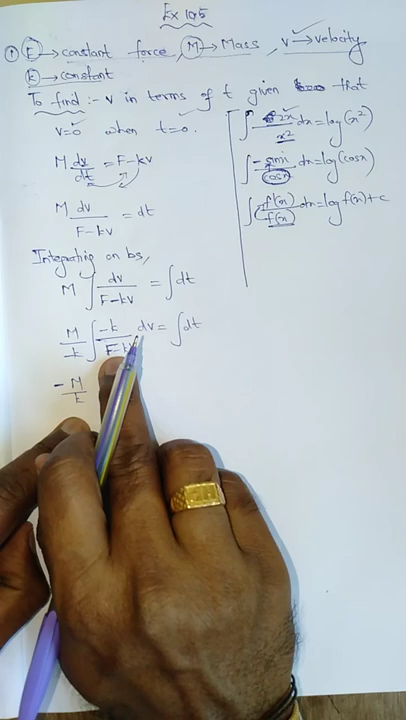 Ex 10.5
① F → constant force, M → Mass, v → velocity
k → constant
To find :- v in terms of t given that
v=0 when t=0.
M dv/dt = F-kv
M dv/F-kv = dt
Integrating on bs,
M ∫ dv/F-kv = ∫dt
M/-k ∫ -k/F-kv dv = ∫dt
-M/k
∫ 2x/x² dx = log(x²)
∫ -sinx/cosx dx = log(cosx)
∫ f'(x)/f(x) dx = log f(x) + c